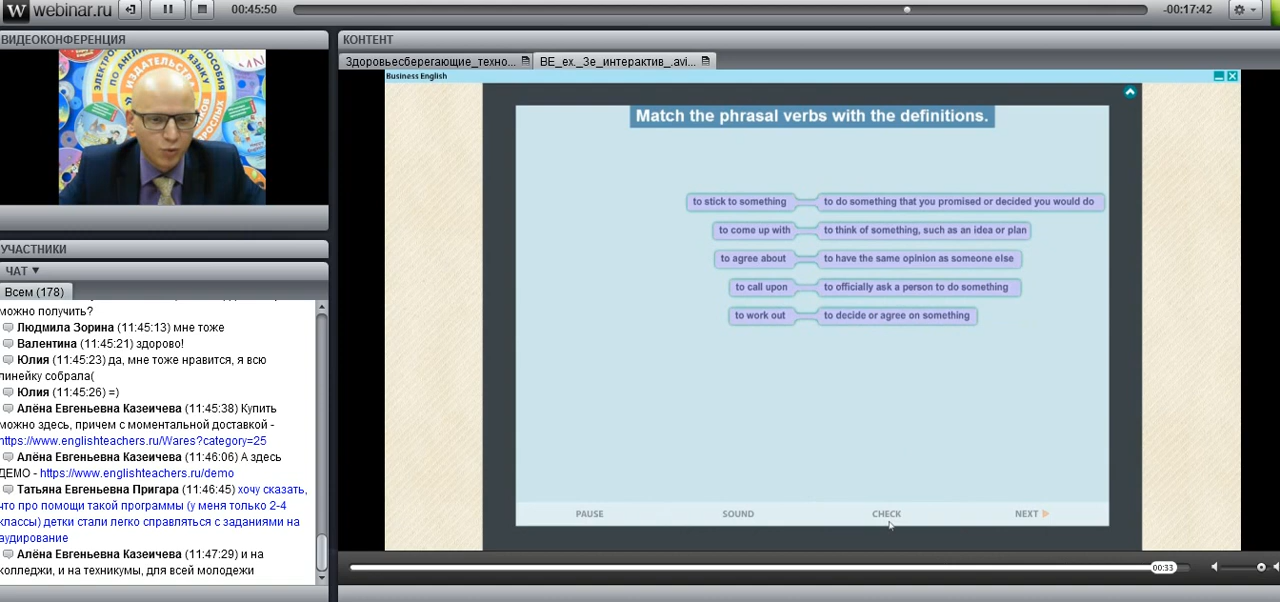 webinar.ru
00:45:50
-00:17:42
ВИДЕОКОНФЕРЕНЦИЯ
ЭЛЕКТРОН
ПО АНГЛИ
ЯЗЫКУ
ПОСОБИЯ
ИЗДАТЕЛЬСТВ
УЧАСТНИКИ
ЧАТ
Всем (178)
можно получить?
Людмила Зорина (11:45:13) мне тоже
Валентина (11:45:21) здорово!
Юлия (11:45:23) да, мне тоже нравится, я всю
линейку собрала(
Юлия (11:45:26) =)
Алёна Евгеньевна Казеичева (11:45:38) Купить
можно здесь, причем с моментальной доставкой -
https://www.englishteachers.ru/Wares?category=25
Алёна Евгеньевна Казеичева (11:46:06) А здесь
ДЕМО - https://www.englishteachers.ru/demo
Татьяна Евгеньевна Пригара (11:46:45) хочу сказать,
что про помощи такой программы (у меня только 2-4
классы) детки стали легко справляться с заданиями на
аудирование
Алёна Евгеньевна Казеичева (11:47:29) и на
колледжи, и на техникумы, для всей молодежи
КОНТЕНТ
Здоровьесберегающие_техно... BE_ex._3e_интерактив_.avi...
Business English
Match the phrasal verbs with the definitions.
to stick to something to do something that you promised or decided you would do
to come up with to think of something, such as an idea or plan
to agree about to have the same opinion as someone else
to call upon to officially ask a person to do something
to work out to decide or agree on something
PAUSE SOUND CHECK NEXT
00:33